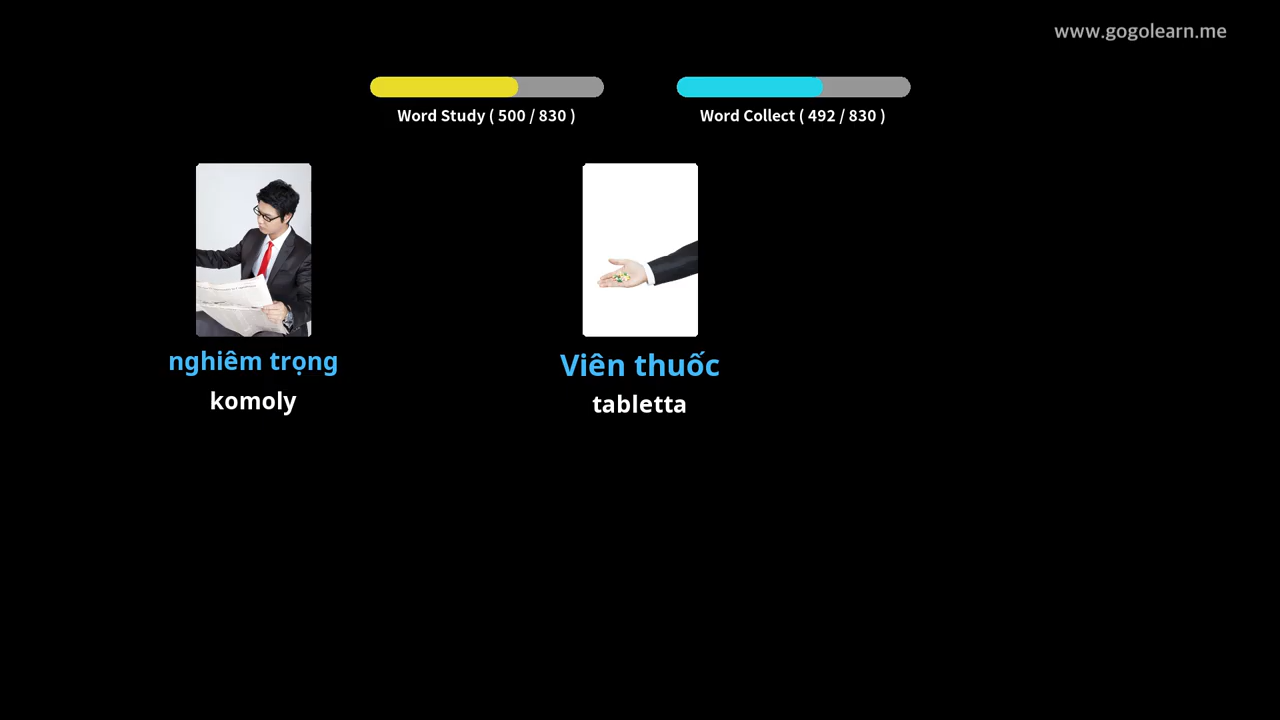 www.gogolearn.me
Word Study ( 500 / 830 )
Word Collect ( 492 / 830 )
nghiêm trọng
komoly
Viên thuốc
tabletta